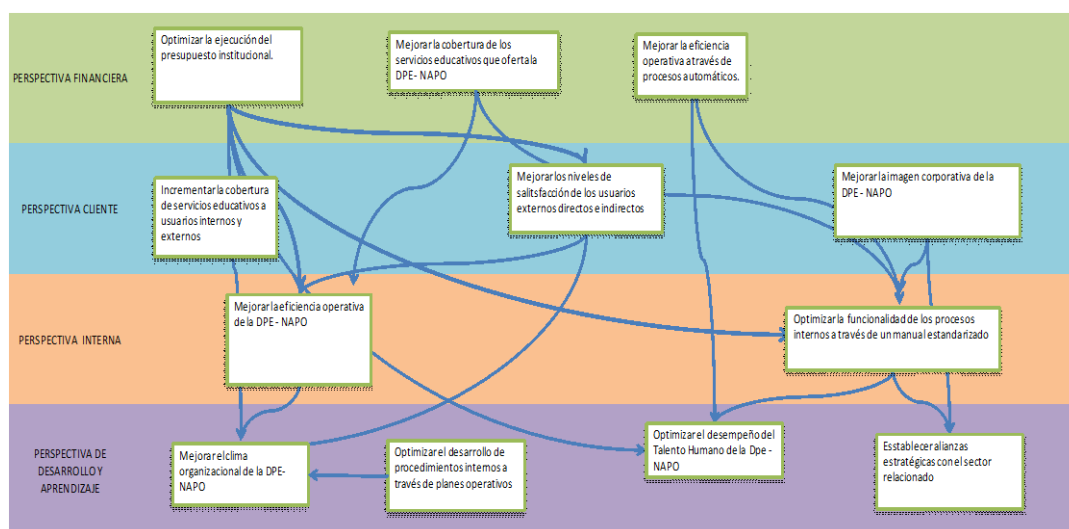 PERSPECTIVA FINANCIERA
Optimizar la ejecución del
presupuesto institucional.
Mejorar la cobertura de los
servicios educativos que oferta la
DPE- NAPO
Mejorar la eficiencia
operativa através de
procesos automáticos.
PERSPECTIVA CLIENTE
Incrementar la cobertura
de servicios educativos a
usuarios internos y
externos
Mejorar los niveles de
salitsfacción de los usuarios
externos directos e indirectos
Mejorar la imagen corporativa de la
DPE - NAPO
PERSPECTIVA INTERNA
Mejorar la eficiencia operativa
de la DPE - NAPO
Optimizar la funcionalidad de los procesos
internos a través de un manual estandarizado
PERSPECTIVA DE
DESARROLLO Y
APRENDIZAJE
Mejorar el clima
organizacional de la DPE-
NAPO
Optimizar el desarrollo de
procedimientos internos a
través de planes operativos
Optimizar el desempeño del
Talento Humano de la Dpe -
NAPO
Esstablecer alianzas
estratégicas con el sector
relacionado